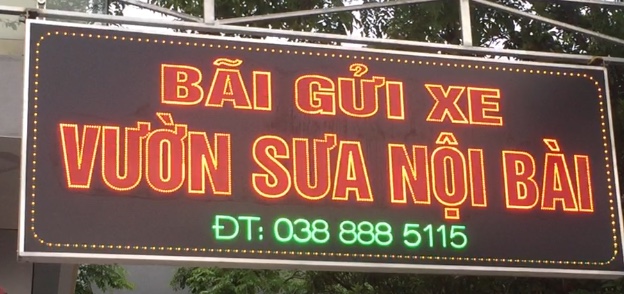 BÃI GỬI XE
VƯỜN SƯA NỘI BÀI
ĐT: 038 888 5115